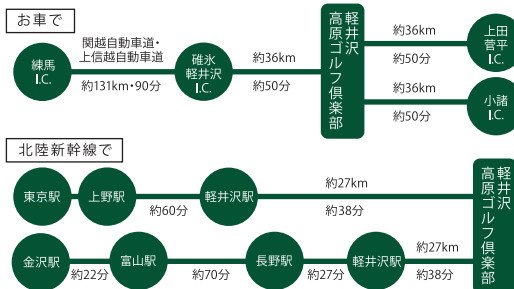 お車で
練馬
I.C.
関越自動車道・
上信越自動車道
約131km・90分
碓氷
軽井沢
I.C.
約36km
約50分
軽井沢
高原ゴルフ倶楽部
約36km
約50分
上田
菅平
I.C.
約36km
約50分
小諸
I.C.
北陸新幹線で
東京駅
上野駅
約60分
軽井沢駅
約27km
約38分
軽井沢
高原ゴルフ倶楽部
金沢駅
約22分
富山駅
約70分
長野駅
約27分
軽井沢駅
約27km
約38分